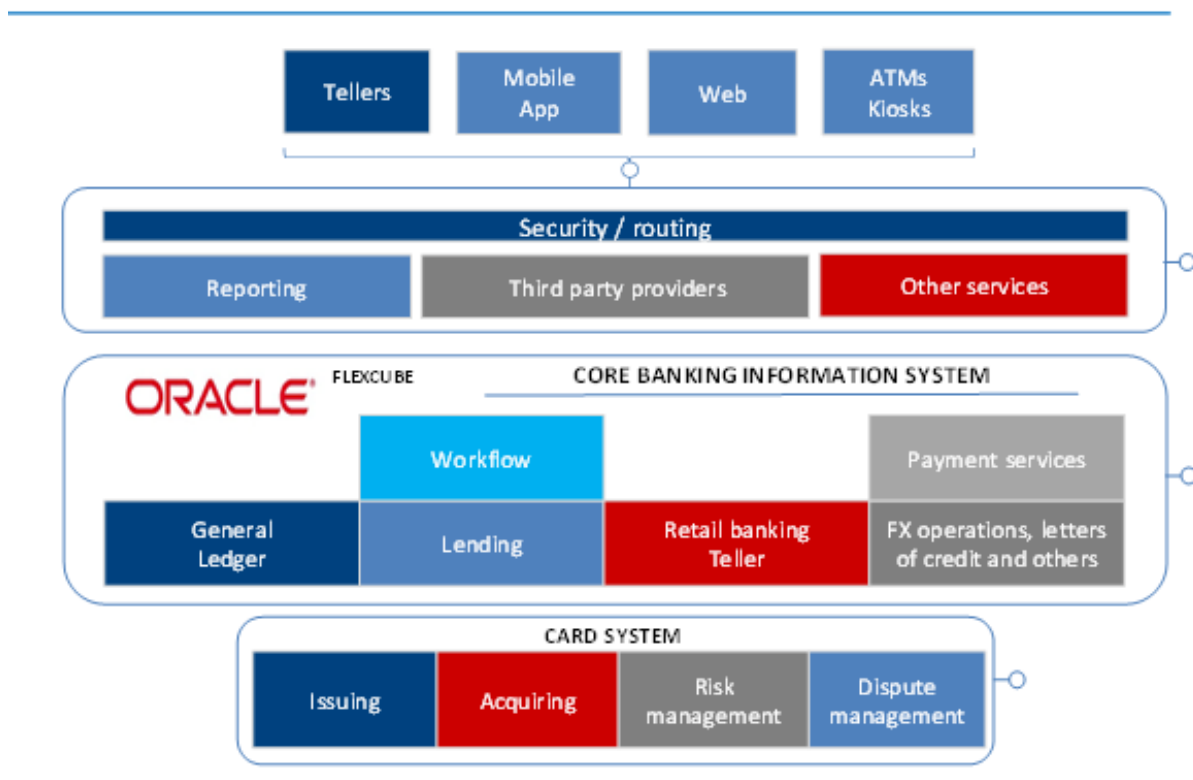 Tellers
Mobile
App
Web
ATMs
Kiosks
Security / routing
Reporting
Third party providers
Other services
ORACLE
FLEXCUBE
CORE BANKING INFORMATION SYSTEM
Workflow
Payment services
General
Ledger
Lending
Retail banking
Teller
FX operations, letters
of credit and others
CARD SYSTEM
Issuing
Acquiring
Risk
management
Dispute
management